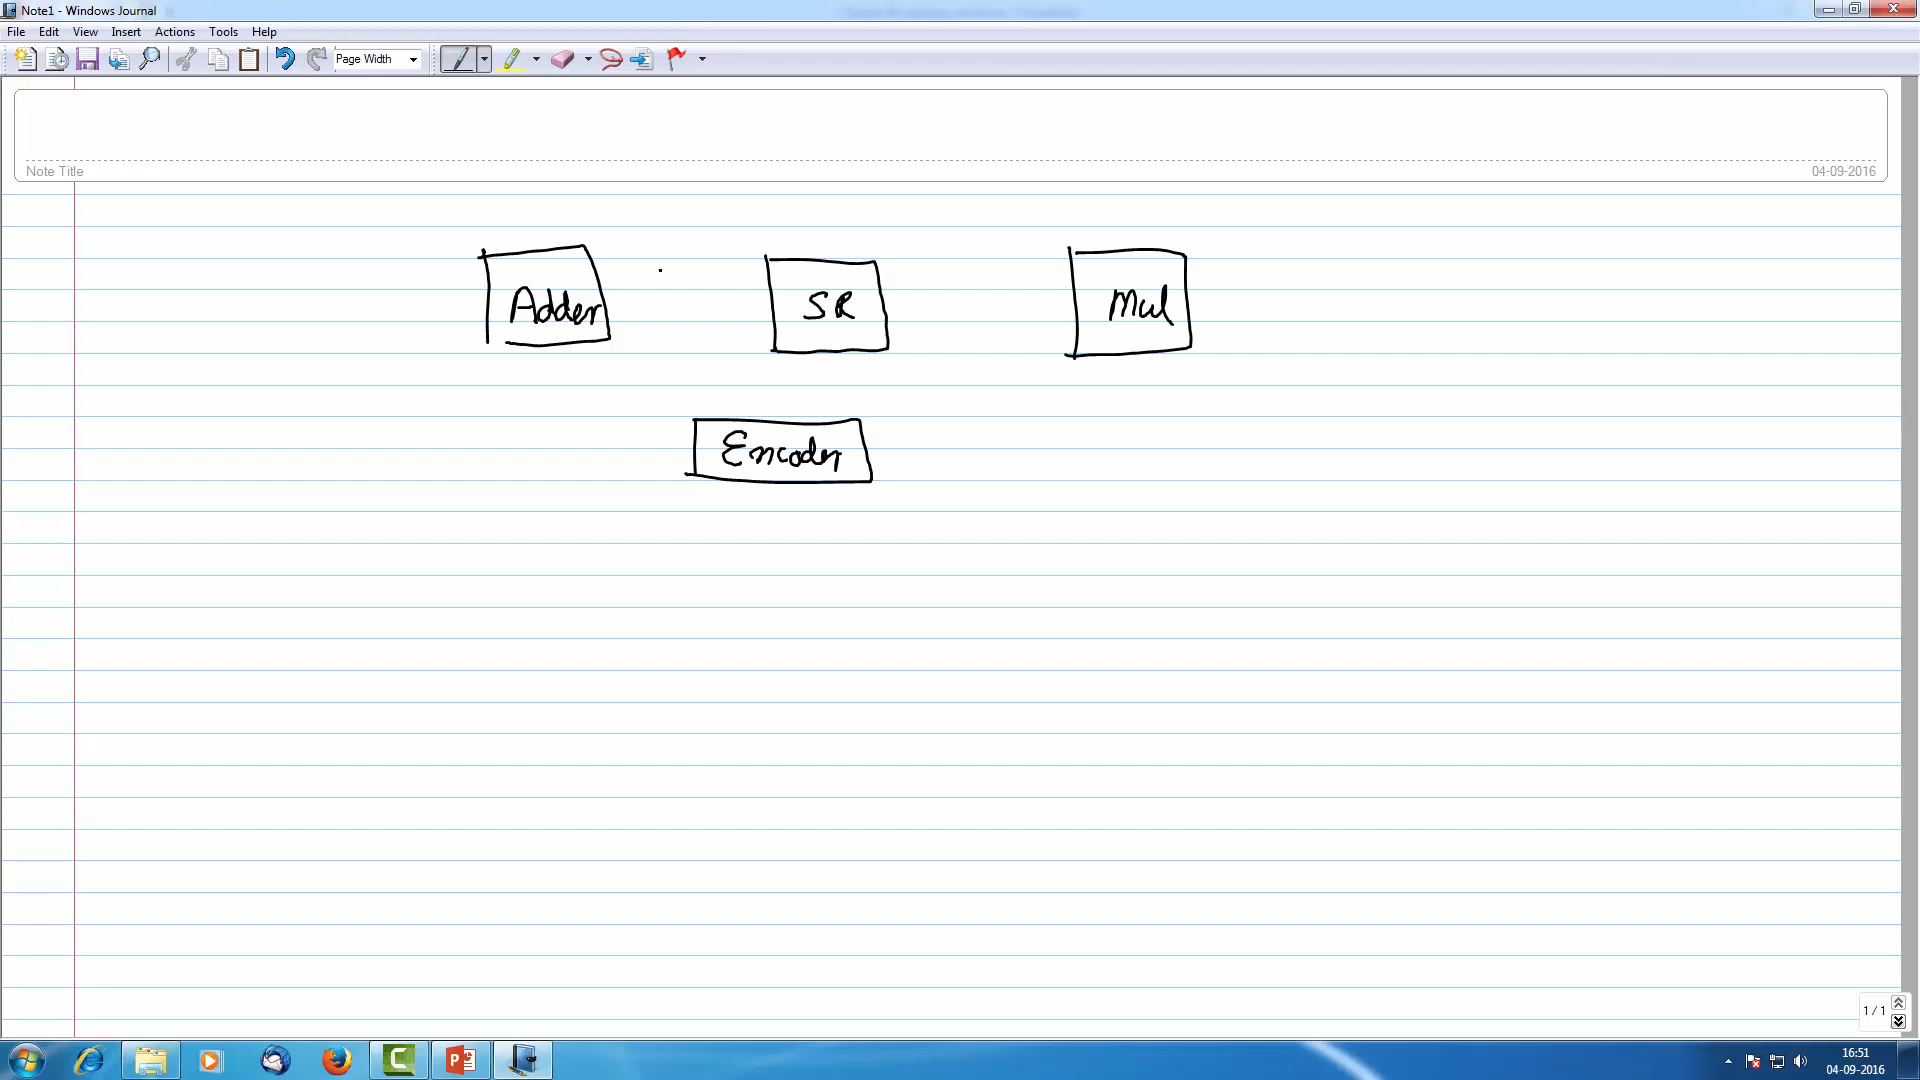 Note1 - Windows Journal
File Edit View Insert Actions Tools Help
Page Width
Note Title 04-09-2016
Adder SR Mul
Encoder
1 / 1
16:51
04-09-2016